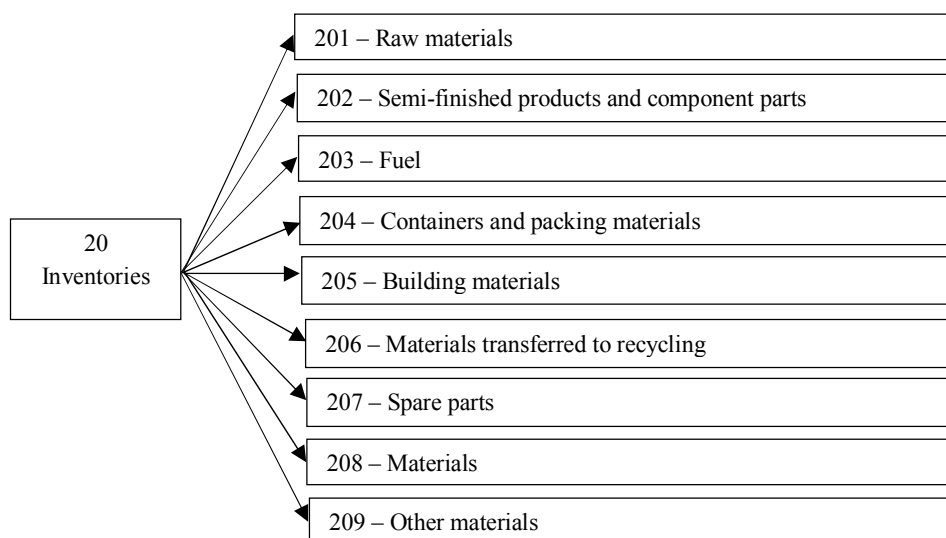 201 – Raw materials
202 – Semi-finished products and component parts
203 – Fuel
204 – Containers and packing materials
20
Inventories
205 – Building materials
206 – Materials transferred to recycling
207 – Spare parts
208 – Materials
209 – Other materials